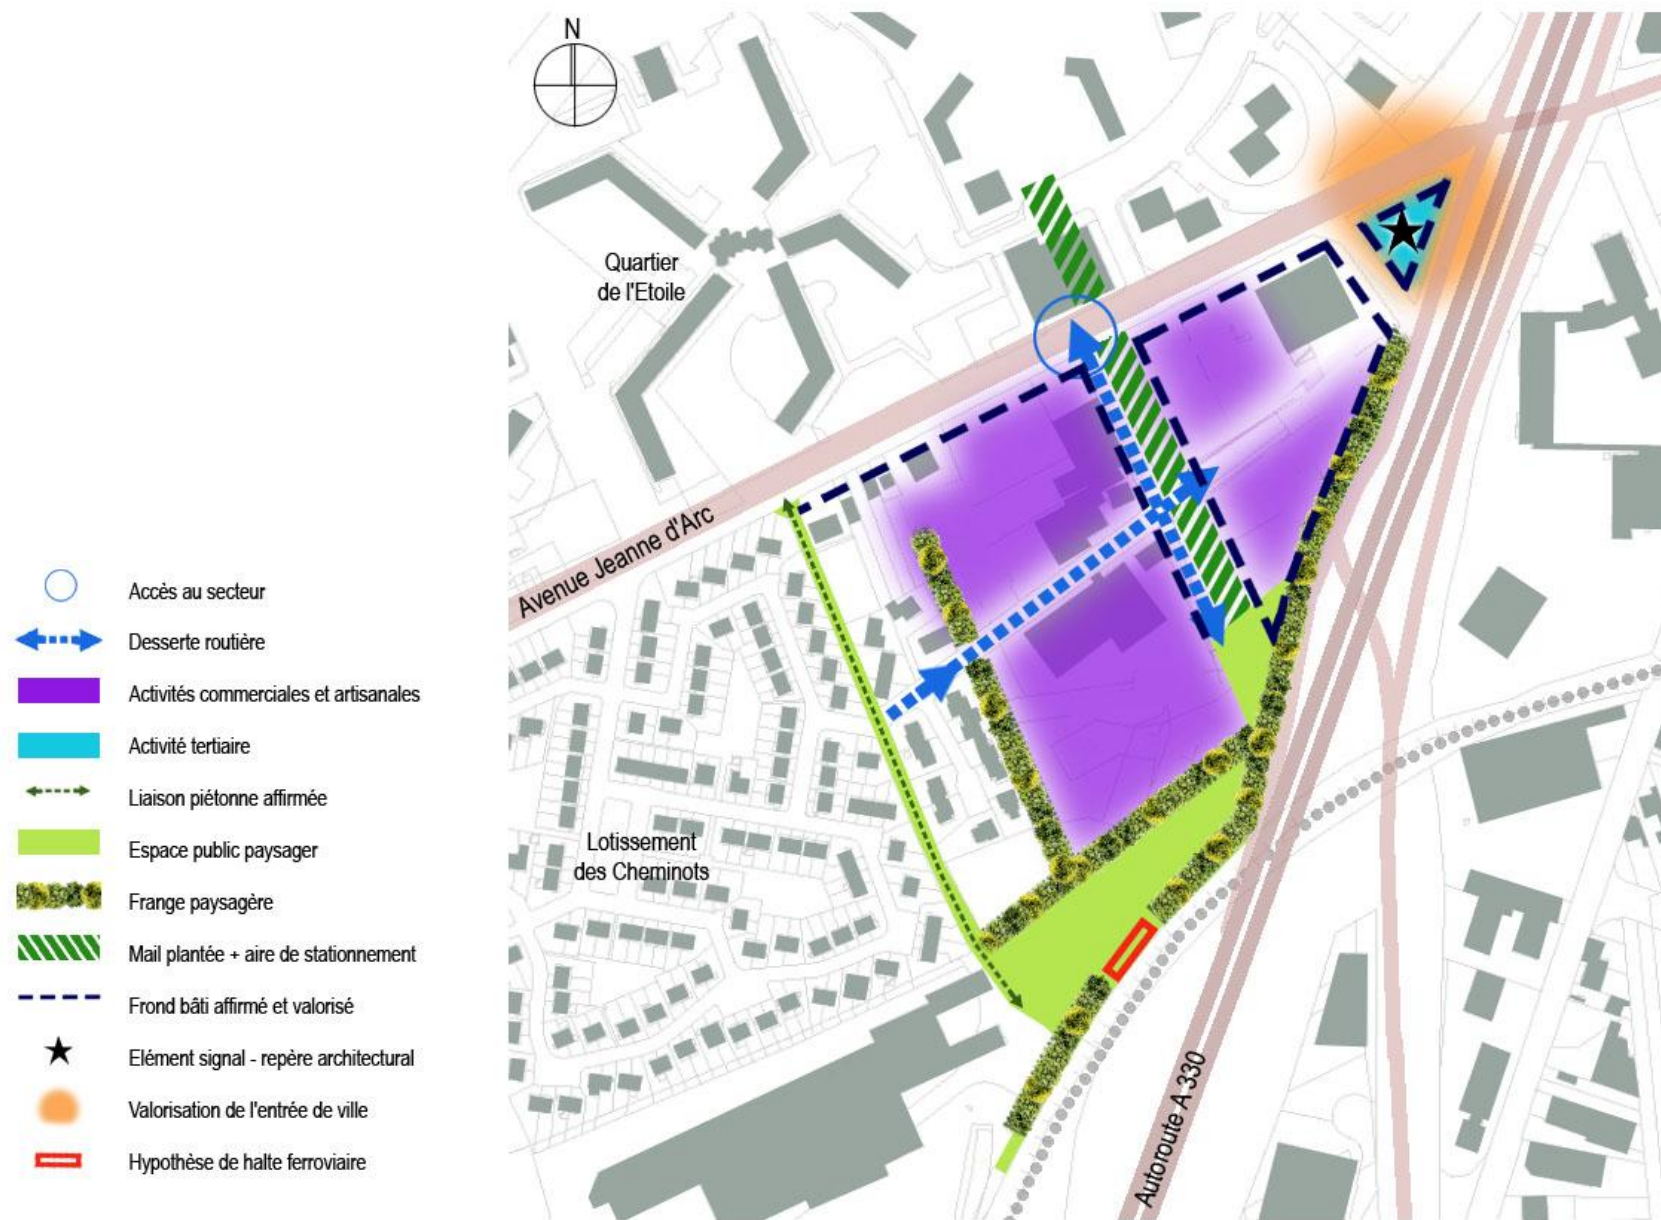 N
Quartier
de l'Etoile
Avenue Jeanne d'Arc
Lotissement
des Cheminots
Autoroute A 330
Accès au secteur
Desserte routière
Activités commerciales et artisanales
Activité tertiaire
Liaison piétonne affirmée
Espace public paysager
Frange paysagère
Mail plantée + aire de stationnement
Frond bâti affirmé et valorisé
Elément signal - repère architectural
Valorisation de l'entrée de ville
Hypothèse de halte ferroviaire